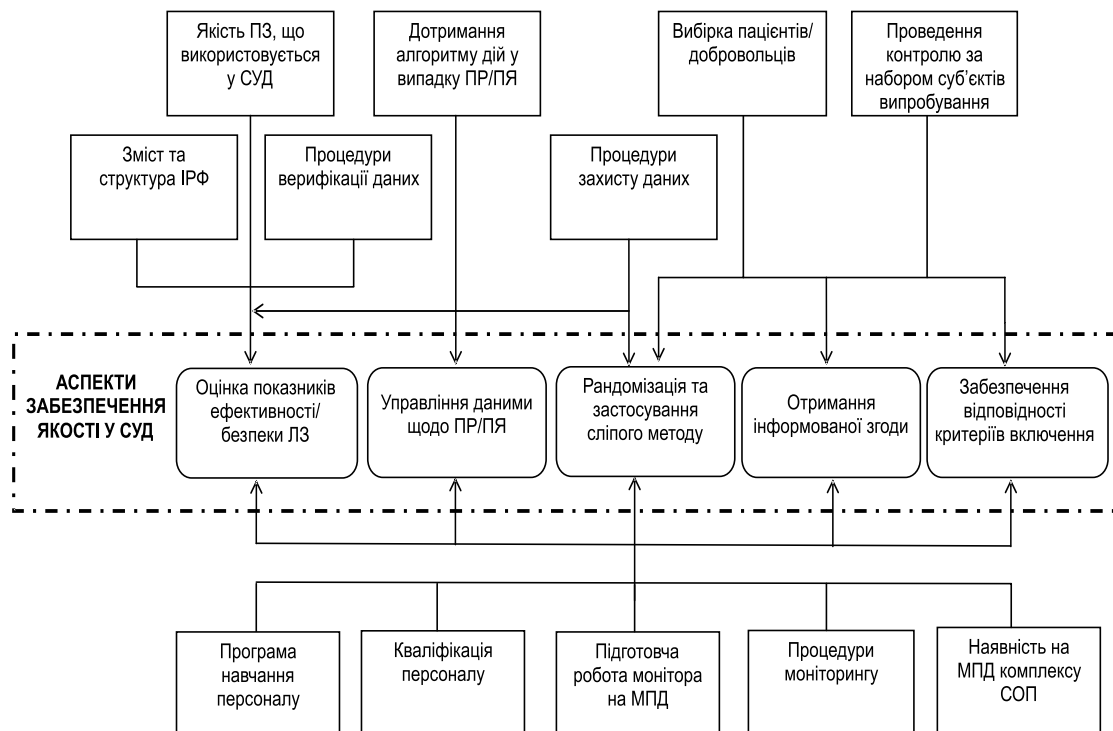 Якість ПЗ, що
використовується
у СУД
Дотримання
алгоритму дій у
випадку ПР/ПЯ
Вибірка пацієнтів/
добровольців
Проведення
контролю за
набором суб’єктів
випробування
Зміст та
структура ІРФ
Процедури
верифікації даних
Процедури
захисту даних
АСПЕКТИ
ЗАБЕЗПЕЧЕННЯ
ЯКОСТІ У СУД
Оцінка показників
ефективності/
безпеки ЛЗ
Управління даними
щодо ПР/ПЯ
Рандомізація та
застосування
сліпого методу
Отримання
інформованої згоди
Забезпечення
відповідності
критеріїв включення
Програма
навчання
персоналу
Кваліфікація
персоналу
Підготовча
робота монітора
на МПД
Процедури
моніторингу
Наявність на
МПД комплексу
СОП